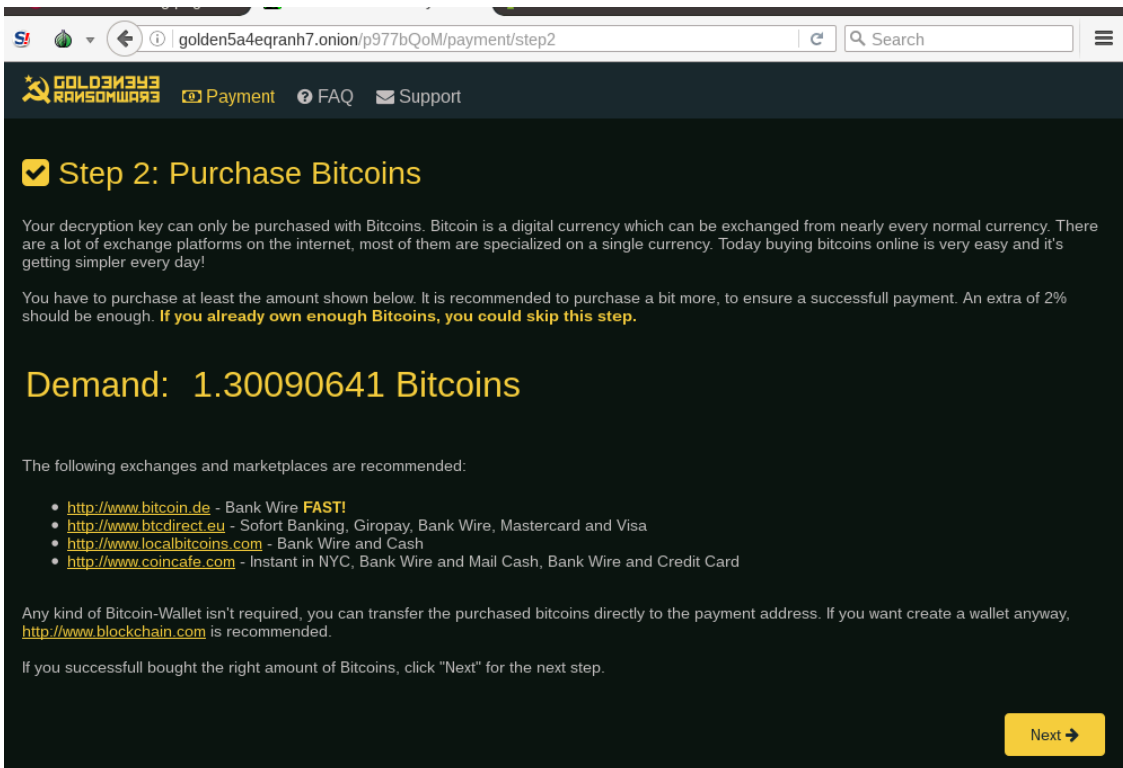 golden5a4eqranh7.onion/p977bQoM/payment/step2
Search
GOLDENEYE
RANSOMWARE
Payment
FAQ
Support
Step 2: Purchase Bitcoins
Your decryption key can only be purchased with Bitcoins. Bitcoin is a digital currency which can be exchanged from nearly every normal currency. There
are a lot of exchange platforms on the internet, most of them are specialized on a single currency. Today buying bitcoins online is very easy and it's
getting simpler every day!
You have to purchase at least the amount shown below. It is recommended to purchase a bit more, to ensure a successfull payment. An extra of 2%
should be enough. If you already own enough Bitcoins, you could skip this step.
Demand: 1.30090641 Bitcoins
The following exchanges and marketplaces are recommended:
http://www.bitcoin.de - Bank Wire FAST!
http://www.btcdirect.eu - Sofort Banking, Giropay, Bank Wire, Mastercard and Visa
http://www.localbitcoins.com - Bank Wire and Cash
http://www.coincafe.com - Instant in NYC, Bank Wire and Mail Cash, Bank Wire and Credit Card
Any kind of Bitcoin-Wallet isn't required, you can transfer the purchased bitcoins directly to the payment address. If you want create a wallet anyway,
http://www.blockchain.com is recommended.
If you successfull bought the right amount of Bitcoins, click "Next" for the next step.
Next